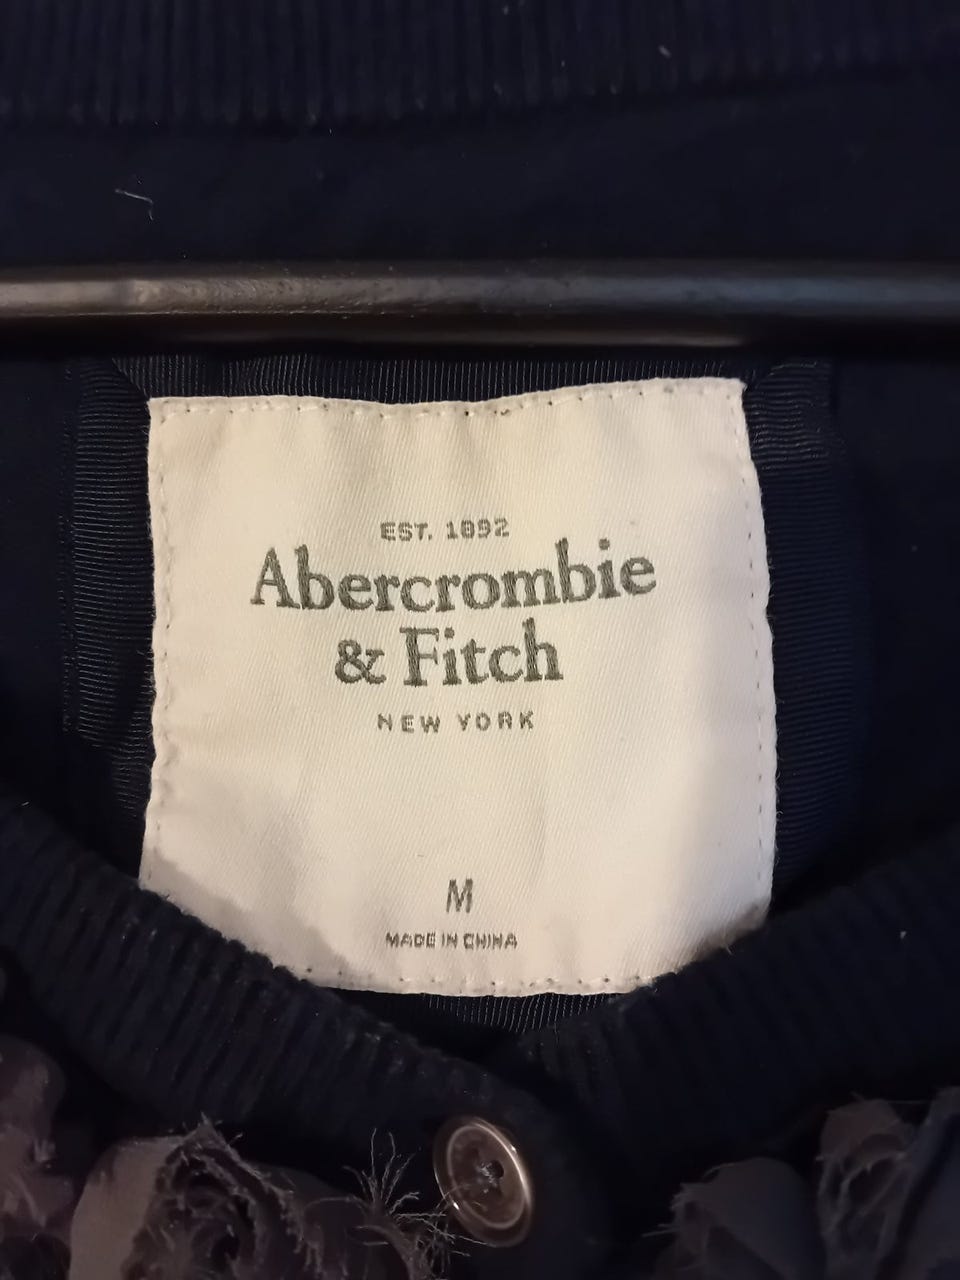 EST. 1892
Abercrombie
& Fitch
NEW YORK
M
MADE IN CHINA